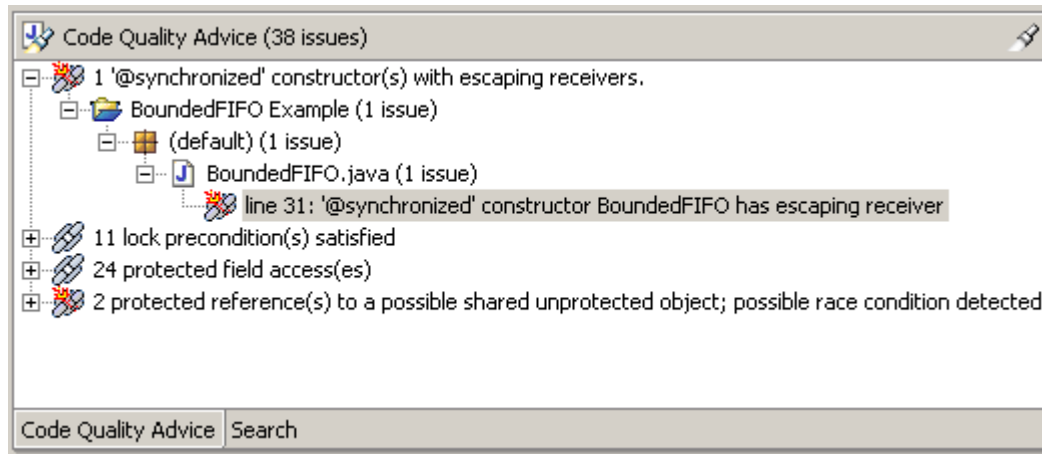 Code Quality Advice (38 issues)
1 '@synchronized' constructor(s) with escaping receivers.
BoundedFIFO Example (1 issue)
(default) (1 issue)
BoundedFIFO.java (1 issue)
line 31: '@synchronized' constructor BoundedFIFO has escaping receiver
11 lock precondition(s) satisfied
24 protected field access(es)
2 protected reference(s) to a possible shared unprotected object; possible race condition detected
Code Quality Advice Search